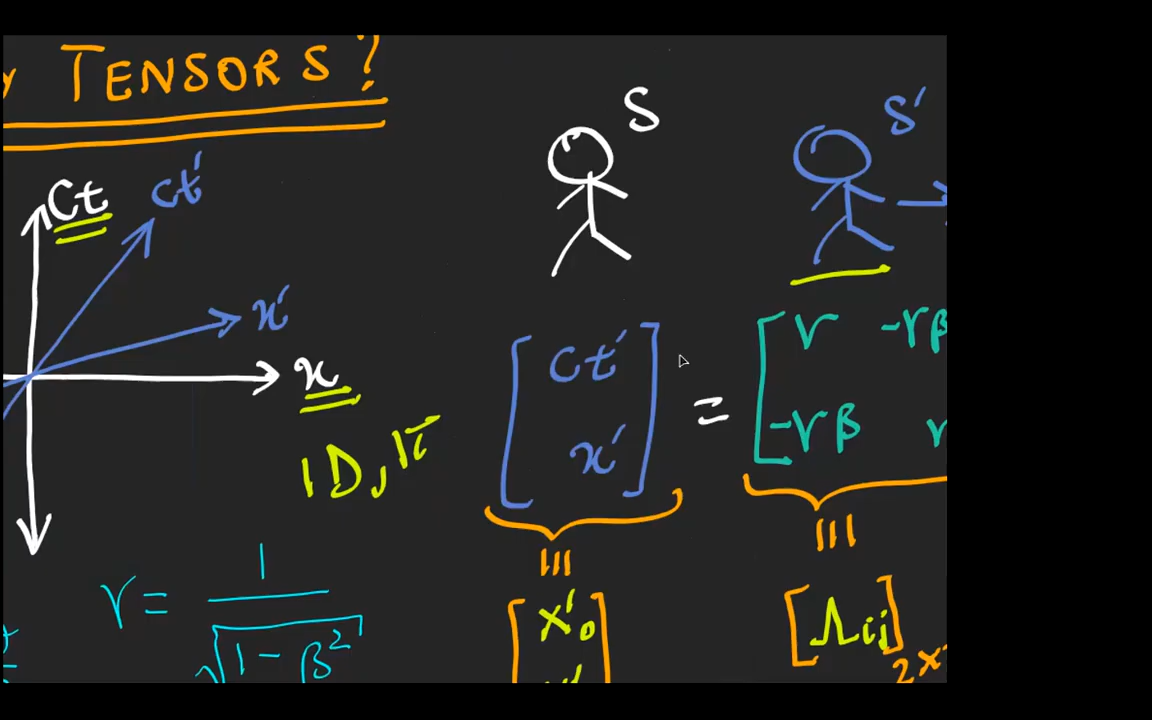 TENSORS?
S
S'
ct
ct'
x'
x
1D, 1T
[ct' x'] = [γ -γβ
-γβ γ
γ = 1 / √1 - β²
[x'₀
[Λij]₂ₓ